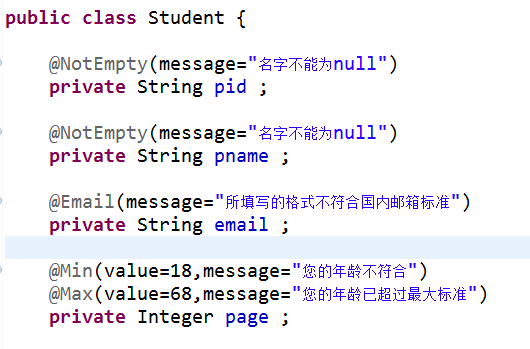 public class Student {
@NotEmpty(message="名字不能为null")
private String pid ;
@NotEmpty(message="名字不能为null")
private String pname ;
@Email(message="所填写的格式不符合国内邮箱标准")
private String email ;
@Min(value=18,message="您的年龄不符合")
@Max(value=68,message="您的年龄已超过最大标准")
private Integer page ;